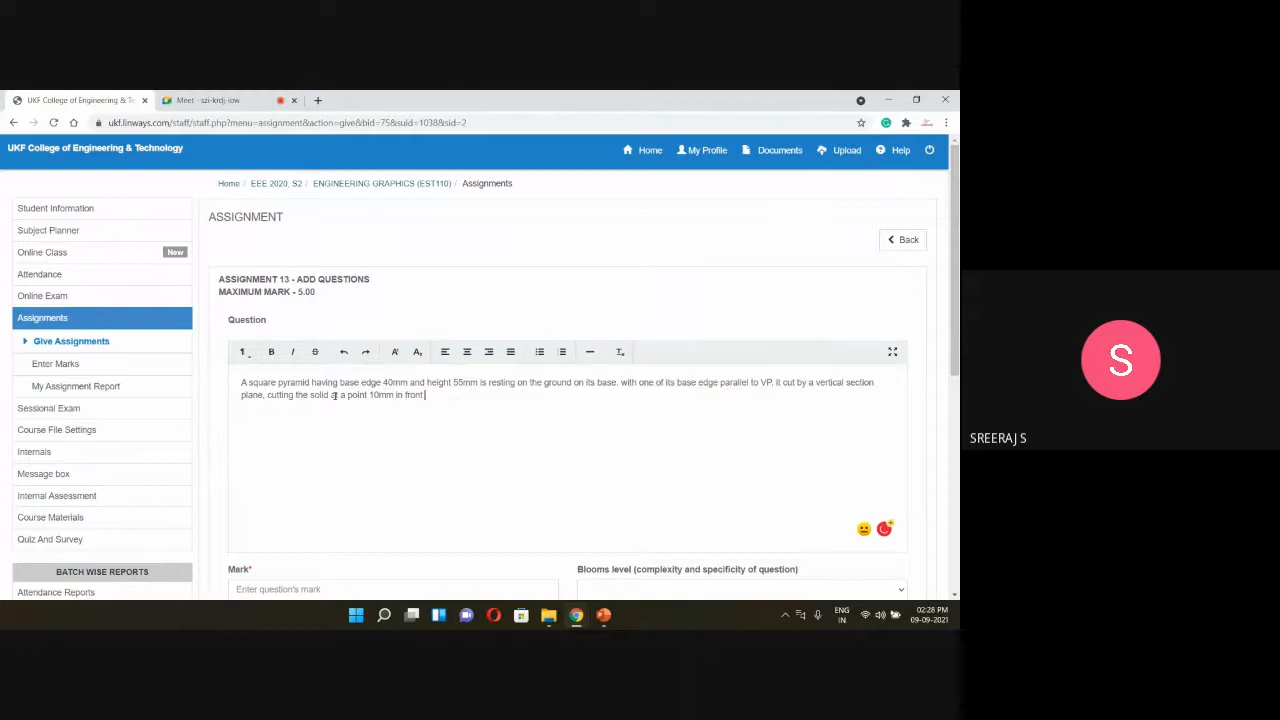 UKF College of Engineering & Te
Meet - szi-krdj-iow
ukf.linways.com/staff/staff.php?menu=assignment&action=give&bid=75&suid=1038&sid=2
UKF College of Engineering & Technology
Home
My Profile
Documents
Upload
Help
Home / EEE 2020, S2 / ENGINEERING GRAPHICS (EST110) / Assignments
Student Information
Subject Planner
Online Class
New
Attendance
Online Exam
Assignments
Give Assignments
Enter Marks
My Assignment Report
Sessional Exam
Course File Settings
Internals
Message box
Internal Assessment
Course Materials
Quiz And Survey
BATCH WISE REPORTS
Attendance Reports
ASSIGNMENT
Back
ASSIGNMENT 13 - ADD QUESTIONS
MAXIMUM MARK - 5.00
Question
A square pyramid having base edge 40mm and height 55mm is resting on the ground on its base. with one of its base edge parallel to VP. it cut by a vertical section
plane, cutting the solid at a point 10mm in front
Mark*
Enter question's mark
Blooms level (complexity and specificity of question)
ENG
IN
02:28 PM
09-09-2021
S
SREERAJ S